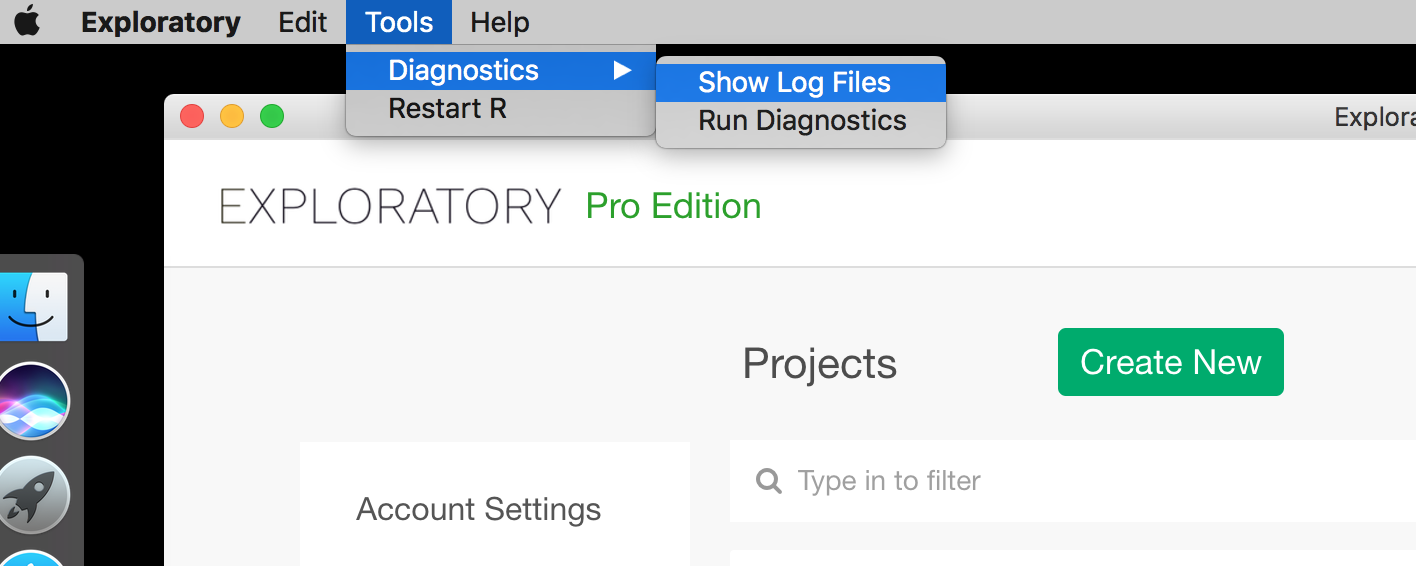 Exploratory Edit Tools Help
Diagnostics
Restart R
Show Log Files
Run Diagnostics
EXPLORATORY Pro Edition
Projects
Create New
Type in to filter
Account Settings